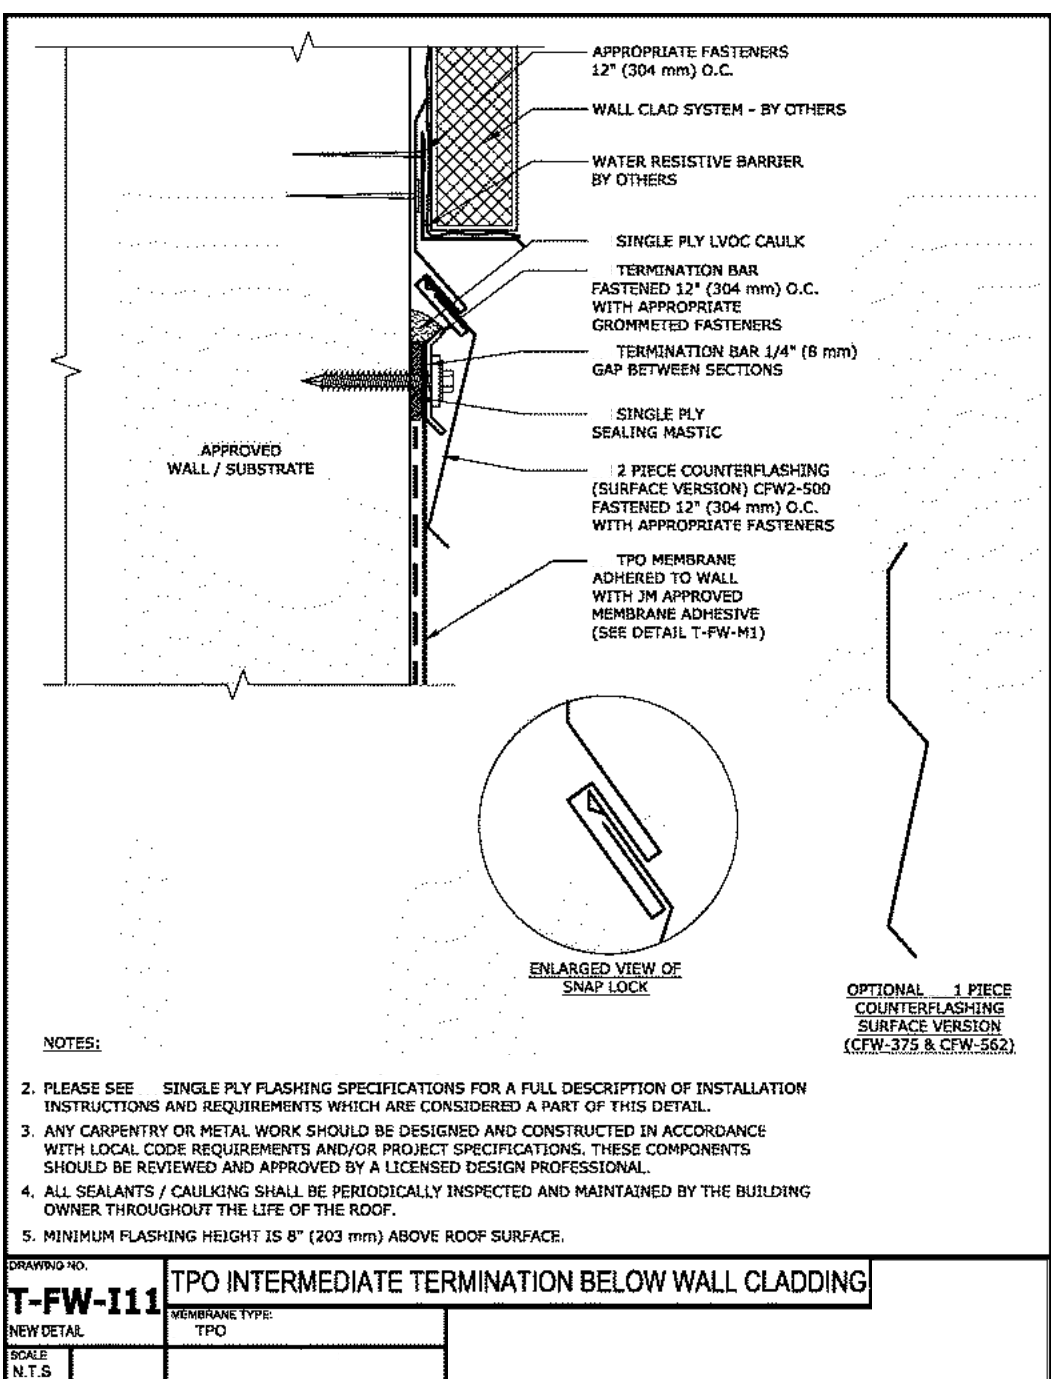 APPROPRIATE FASTENERS
12" (304 mm) O.C.
WALL CLAD SYSTEM - BY OTHERS
WATER RESISTIVE BARRIER
BY OTHERS
SINGLE PLY LVOC CAULK
TERMINATION BAR
FASTENED 12" (304 mm) O.C.
WITH APPROPRIATE
GROMMETED FASTENERS
TERMINATION BAR 1/4" (8 mm)
GAP BETWEEN SECTIONS
SINGLE PLY
SEALING MASTIC
APPROVED
WALL / SUBSTRATE
2 PIECE COUNTERFLASHING
(SURFACE VERSION) CFW2-500
FASTENED 12" (304 mm) O.C.
WITH APPROPRIATE FASTENERS
TPO MEMBRANE
ADHERED TO WALL
WITH JM APPROVED
MEMBRANE ADHESIVE
(SEE DETAIL T-FW-M1)
ENLARGED VIEW OF
SNAP LOCK
OPTIONAL 1 PIECE
COUNTERFLASHING
SURFACE VERSION
(CFW-375 & CFW-562)
NOTES:
2. PLEASE SEE SINGLE PLY FLASHING SPECIFICATIONS FOR A FULL DESCRIPTION OF INSTALLATION
INSTRUCTIONS AND REQUIREMENTS WHICH ARE CONSIDERED A PART OF THIS DETAIL.
3. ANY CARPENTRY OR METAL WORK SHOULD BE DESIGNED AND CONSTRUCTED IN ACCORDANCE
WITH LOCAL CODE REQUIREMENTS AND/OR PROJECT SPECIFICATIONS. THESE COMPONENTS
SHOULD BE REVIEWED AND APPROVED BY A LICENSED DESIGN PROFESSIONAL.
4. ALL SEALANTS / CAULKING SHALL BE PERIODICALLY INSPECTED AND MAINTAINED BY THE BUILDING
OWNER THROUGHOUT THE LIFE OF THE ROOF.
5. MINIMUM FLASHING HEIGHT IS 8" (203 mm) ABOVE ROOF SURFACE.
DRAWING NO.
T-FW-I11
NEW DETAIL
TPO INTERMEDIATE TERMINATION BELOW WALL CLADDING
MEMBRANE TYPE:
TPO
SCALE
N.T.S